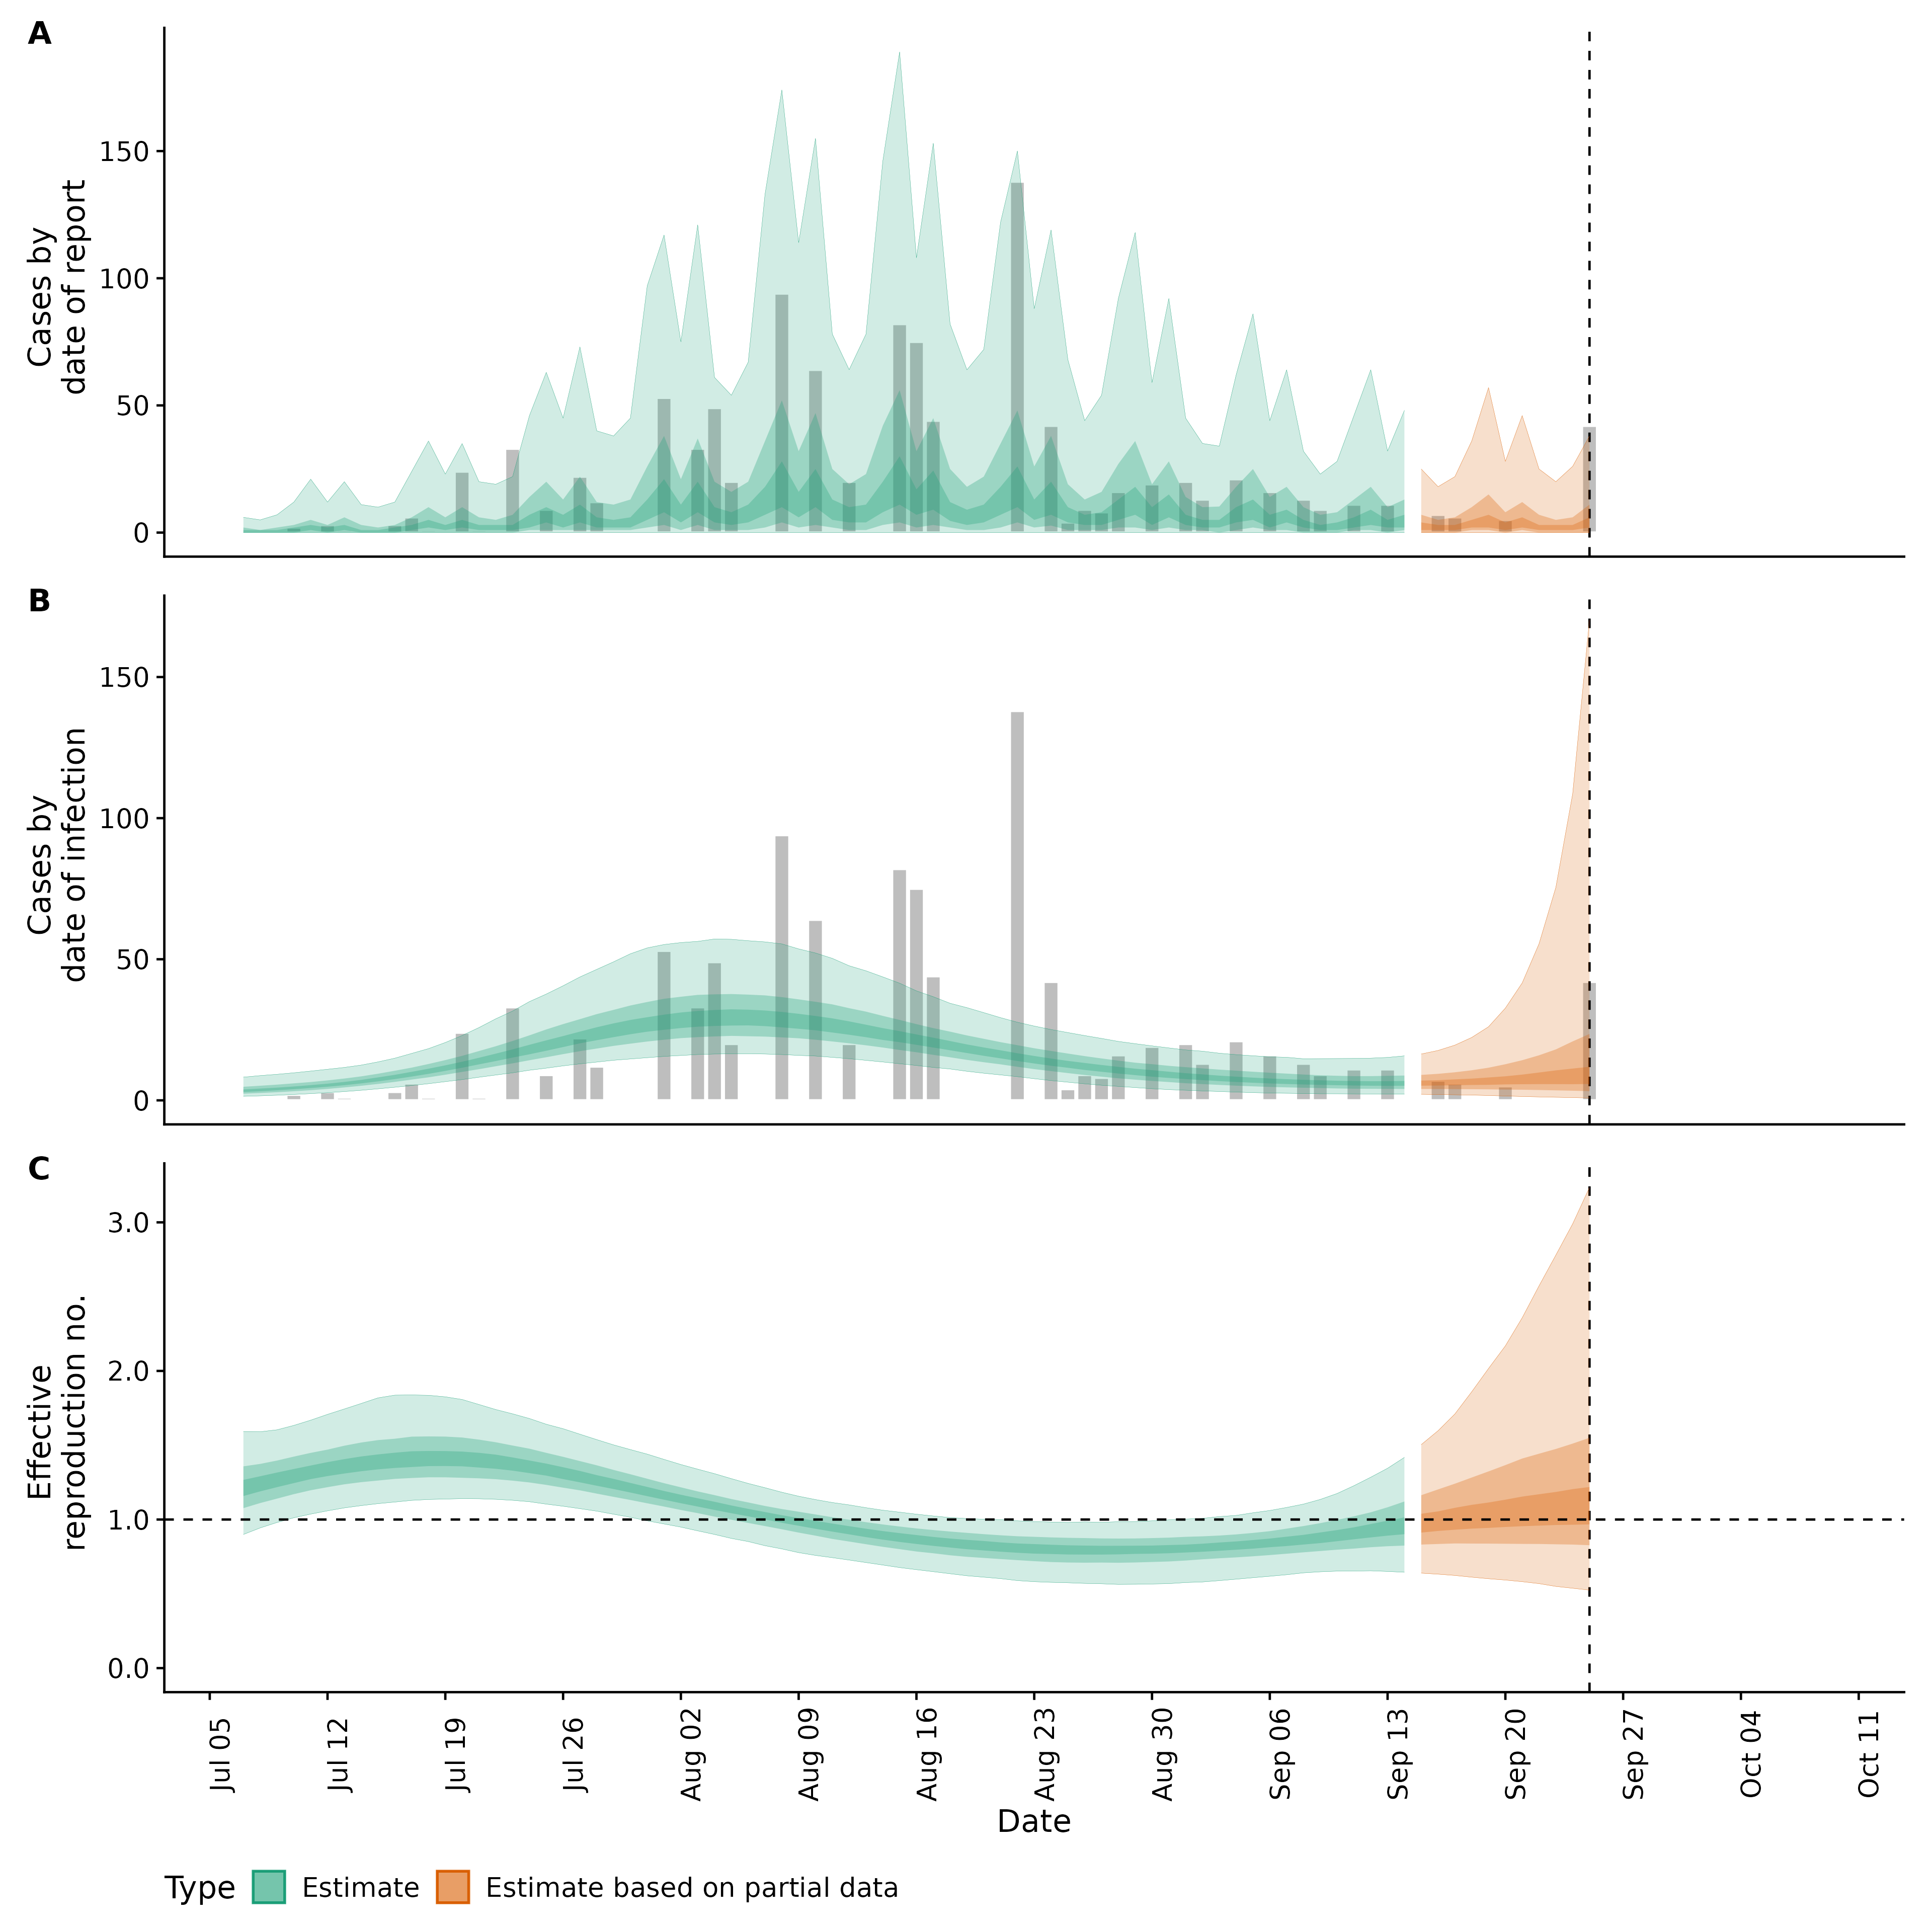 A
Cases by
date of report
150
100
50
0
B
Cases by
date of infection
150
100
50
0
C
Effective
reproduction no.
3.0
2.0
1.0
0.0
Jul 05
Jul 12
Jul 19
Jul 26
Aug 02
Aug 09
Aug 16
Aug 23
Aug 30
Sep 06
Sep 13
Sep 20
Sep 27
Oct 04
Oct 11
Date
Type Estimate Estimate based on partial data